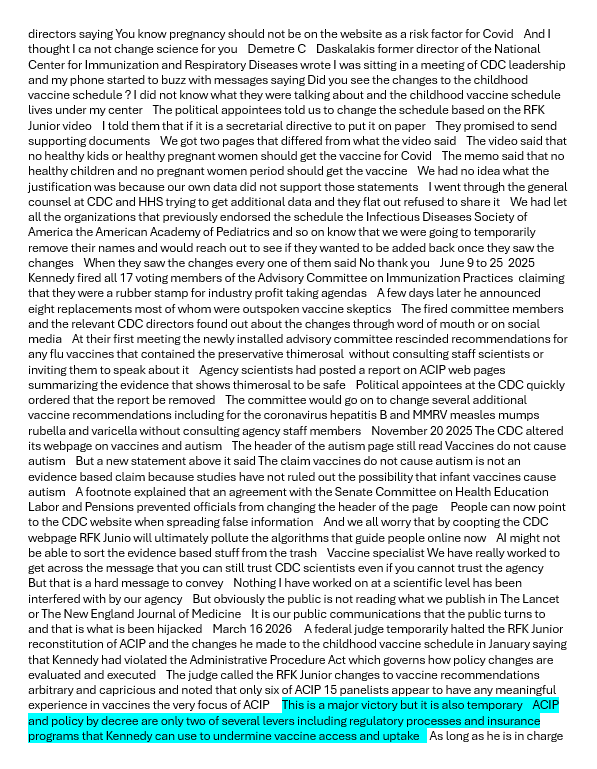 directors saying You know pregnancy should not be on the website as a risk factor for Covid And I
thought I ca not change science for you Demetre C Daskalakis former director of the National
Center for Immunization and Respiratory Diseases wrote I was sitting in a meeting of CDC leadership
and my phone started to buzz with messages saying Did you see the changes to the childhood
vaccine schedule ? I did not know what they were talking about and the childhood vaccine schedule
lives under my center The political appointees told us to change the schedule based on the RFK
Junior video I told them that if it is a secretarial directive to put it on paper They promised to send
supporting documents We got two pages that differed from what the video said The video said that
no healthy kids or healthy pregnant women should get the vaccine for Covid The memo said that no
healthy children and no pregnant women period should get the vaccine We had no idea what the
justification was because our own data did not support those statements I went through the general
counsel at CDC and HHS trying to get additional data and they flat out refused to share it We had let
all the organizations that previously endorsed the schedule the Infectious Diseases Society of
America the American Academy of Pediatrics and so on know that we were going to temporarily
remove their names and would reach out to see if they wanted to be added back once they saw the
changes When they saw the changes every one of them said No thank you June 9 to 25 2025
Kennedy fired all 17 voting members of the Advisory Committee on Immunization Practices claiming
that they were a rubber stamp for industry profit taking agendas A few days later he announced
eight replacements most of whom were outspoken vaccine skeptics The fired committee members
and the relevant CDC directors found out about the changes through word of mouth or on social
media At their first meeting the newly installed advisory committee rescinded recommendations for
any flu vaccines that contained the preservative thimerosal without consulting staff scientists or
inviting them to speak about it Agency scientists had posted a report on ACIP web pages
summarizing the evidence that shows thimerosal to be safe Political appointees at the CDC quickly
ordered that the report be removed The committee would go on to change several additional
vaccine recommendations including for the coronavirus hepatitis B and MMRV measles mumps
rubella and varicella without consulting agency staff members November 20 2025 The CDC altered
its webpage on vaccines and autism The header of the autism page still read Vaccines do not cause
autism But a new statement above it said The claim vaccines do not cause autism is not an
evidence based claim because studies have not ruled out the possibility that infant vaccines cause
autism A footnote explained that an agreement with the Senate Committee on Health Education
Labor and Pensions prevented officials from changing the header of the page People can now point
to the CDC website when spreading false information And we all worry that by coopting the CDC
webpage RFK Junio will ultimately pollute the algorithms that guide people online now AI might not
be able to sort the evidence based stuff from the trash Vaccine specialist We have really worked to
get across the message that you can still trust CDC scientists even if you cannot trust the agency
But that is a hard message to convey Nothing I have worked on at a scientific level has been
interfered with by our agency But obviously the public is not reading what we publish in The Lancet
or The New England Journal of Medicine It is our public communications that the public turns to
and that is what is been hijacked March 16 2026 A federal judge temporarily halted the RFK Junior
reconstitution of ACIP and the changes he made to the childhood vaccine schedule in January saying
that Kennedy had violated the Administrative Procedure Act which governs how policy changes are
evaluated and executed The judge called the RFK Junior changes to vaccine recommendations
arbitrary and capricious and noted that only six of ACIP 15 panelists appear to have any meaningful
experience in vaccines the very focus of ACIP This is a major victory but it is also temporary ACIP
and policy by decree are only two of several levers including regulatory processes and insurance
programs that Kennedy can use to undermine vaccine access and uptake As long as he is in charge